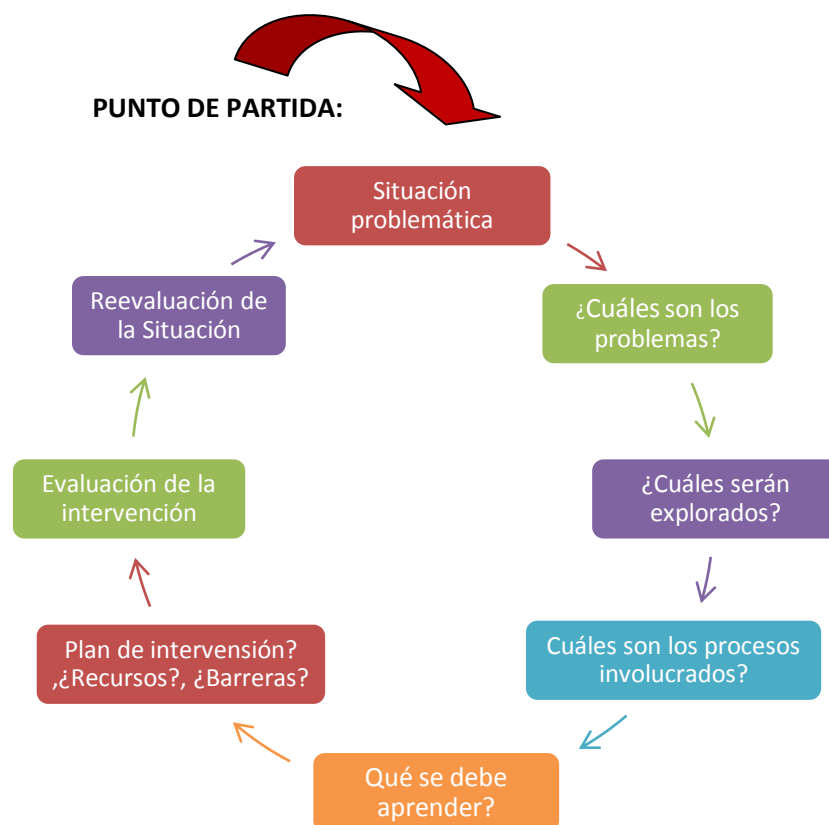 PUNTO DE PARTIDA:
Situación
problemática
¿Cuáles son los
problemas?
¿Cuáles serán
explorados?
Cuáles son los procesos
involucrados?
Qué se debe
aprender?
Plan de intervensión?
,¿Recursos?, ¿Barreras?
Evaluación de la
intervención
Reevaluación de
la Situación